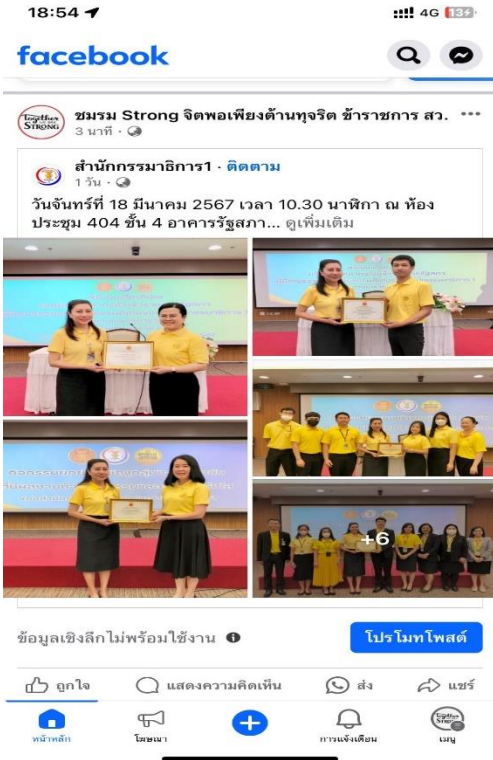 18:54
4G 13
facebook
Together STRONG
ชมรม Strong จิตพอเพียงต้านทุจริต ข้าราชการ สว.
3 นาที ·
สำนักกรรมาธิการ1 · ติดตาม
1 วัน ·
วันจันทร์ที่ 18 มีนาคม 2567 เวลา 10.30 นาฬิกา ณ ห้อง
ประชุม 404 ชั้น 4 อาคารรัฐสภา... ดูเพิ่มเติม
+6
ข้อมูลเชิงลึกไม่พร้อมใช้งาน
โปรโมทโพสต์
ถูกใจ แสดงความคิดเห็น ส่ง แชร์
หน้าหลัก โฆษณา การแจ้งเตือน เมนู